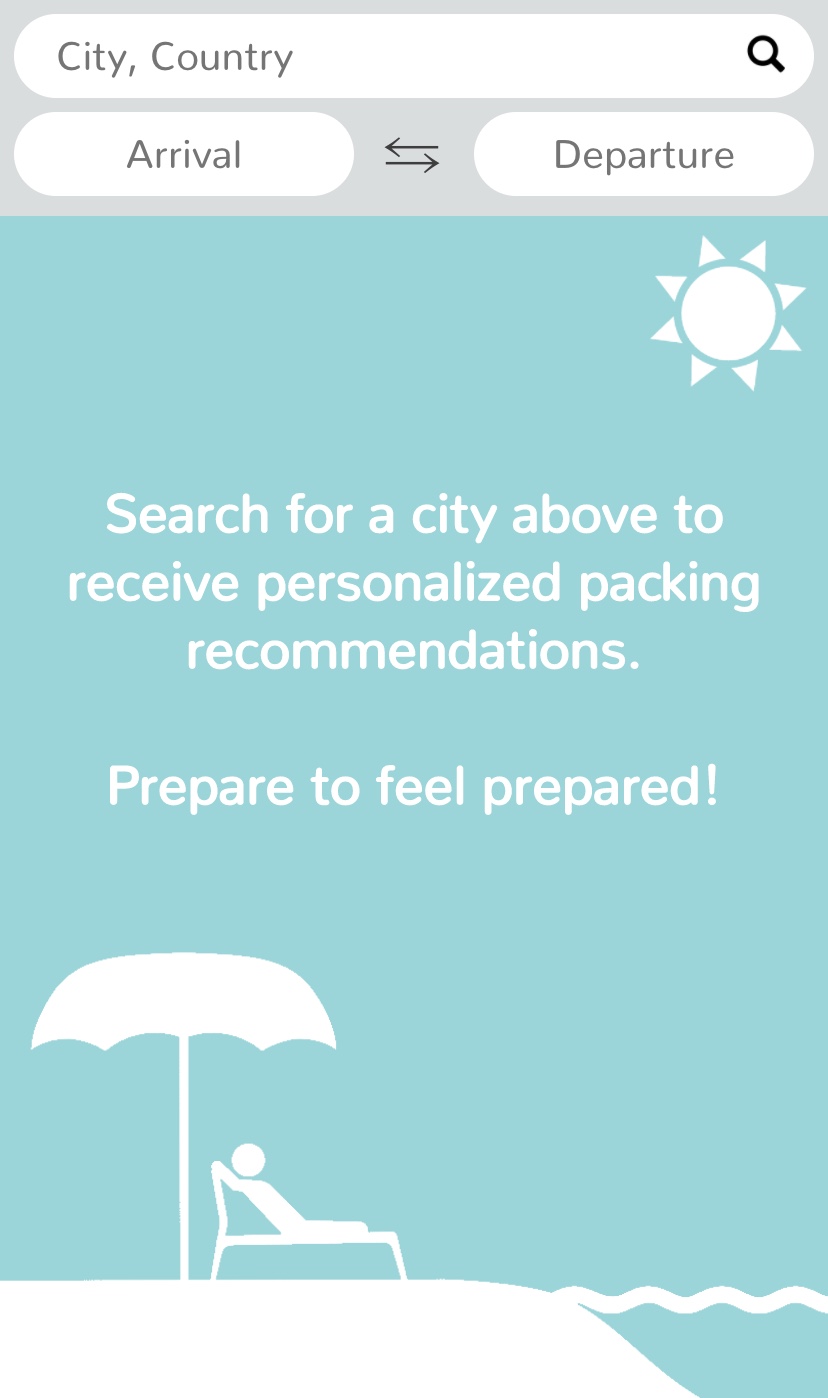 City, Country
Arrival
Departure
Search for a city above to
receive personalized packing
recommendations.
Prepare to feel prepared!